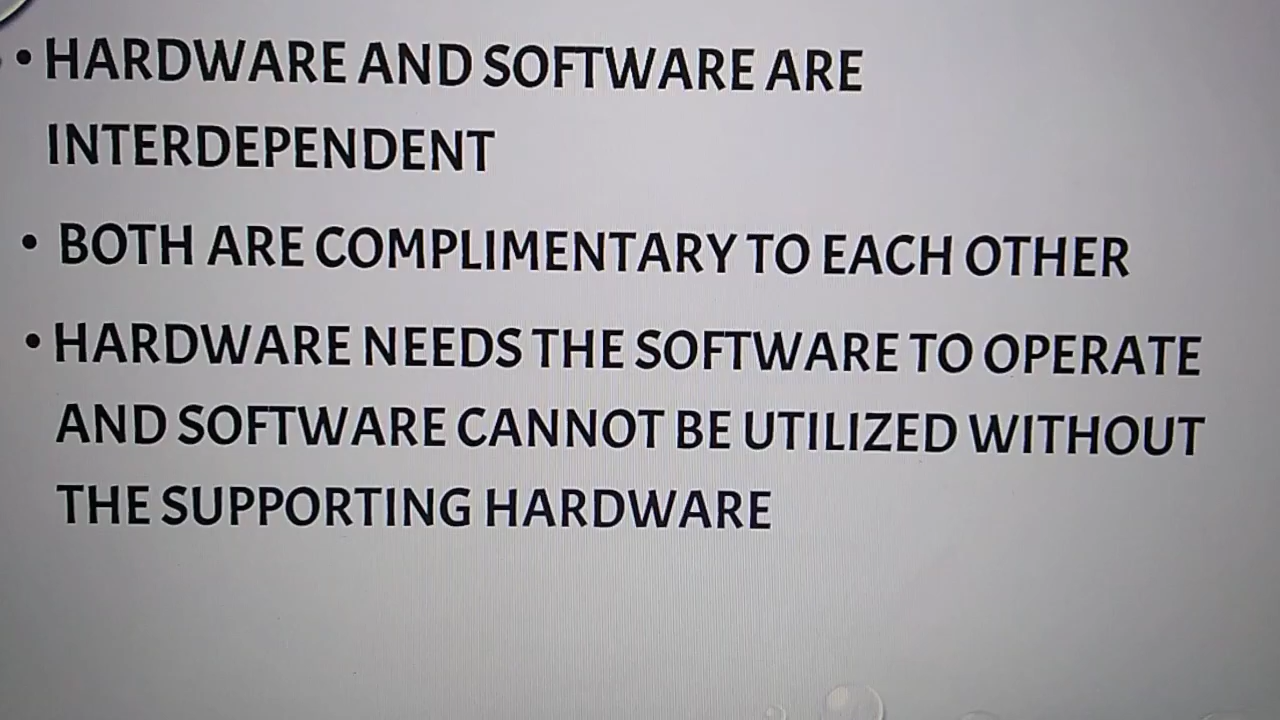 • HARDWARE AND SOFTWARE ARE
INTERDEPENDENT
• BOTH ARE COMPLIMENTARY TO EACH OTHER
• HARDWARE NEEDS THE SOFTWARE TO OPERATE
AND SOFTWARE CANNOT BE UTILIZED WITHOUT
THE SUPPORTING HARDWARE